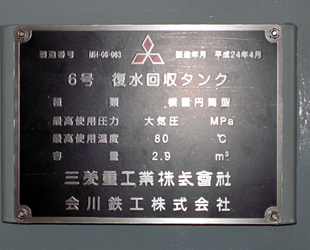 製造番号 MH-06-003 製造年月 平成24年4月
6号 復水回収タンク
種類 横置円筒型
最高使用圧力 大気圧 MPa
最高使用温度 80 ℃
容量 2.9 m³
三菱重工業株式会社
会川鉄工株式会社